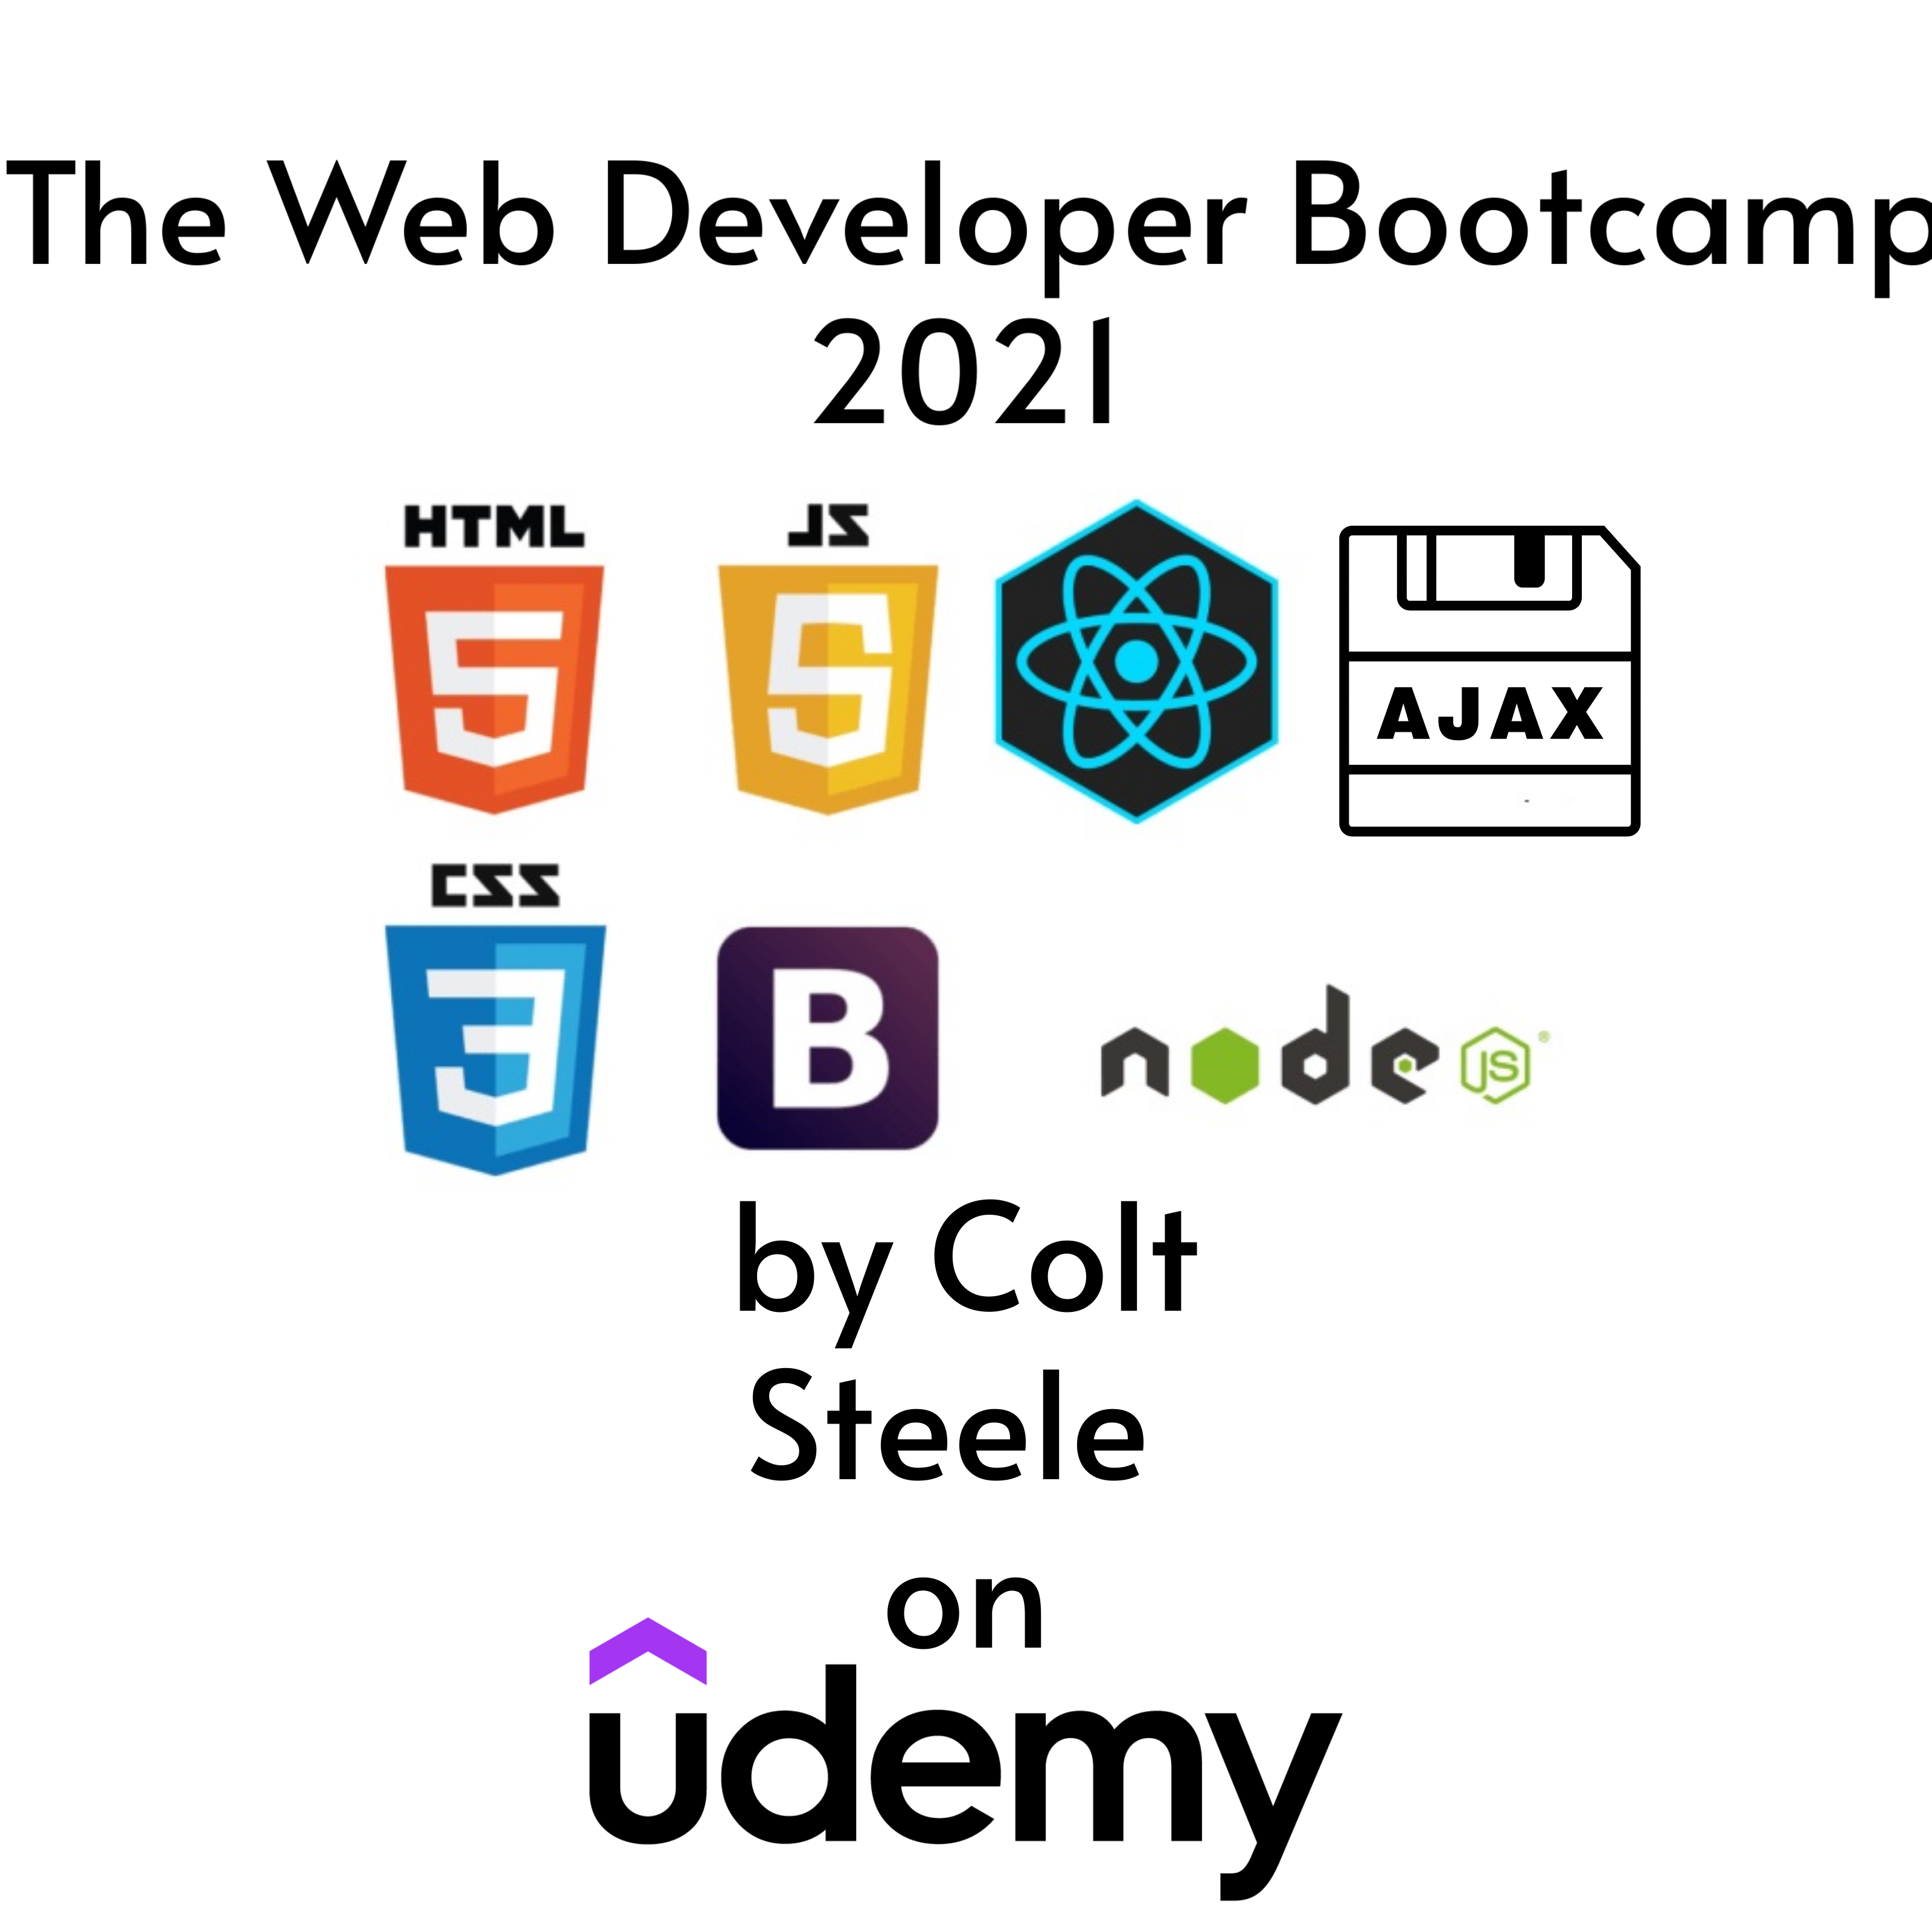 The Web Developer Bootcamp
2021
HTML
JS
AJAX
CSS
B
node JS ®
by Colt
Steele
on
udemy